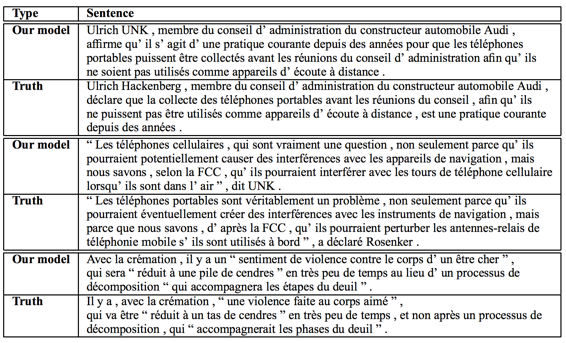 Type Sentence
Our model Ulrich UNK , membre du conseil d’ administration du constructeur automobile Audi ,
affirme qu’ il s’ agit d’ une pratique courante depuis des années pour que les téléphones
portables puissent être collectés avant les réunions du conseil d’ administration afin qu’ ils
ne soient pas utilisés comme appareils d’ écoute à distance .
Truth Ulrich Hackenberg , membre du conseil d’ administration du constructeur automobile Audi ,
déclare que la collecte des téléphones portables avant les réunions du conseil , afin qu’ ils
ne puissent pas être utilisés comme appareils d’ écoute à distance , est une pratique courante
depuis des années .
Our model “ Les téléphones cellulaires , qui sont vraiment une question , non seulement parce qu’ ils
pourraient potentiellement causer des interférences avec les appareils de navigation , mais
nous savons , selon la FCC , qu’ ils pourraient interférer avec les tours de téléphone cellulaire
lorsqu’ ils sont dans l’ air ” , dit UNK .
Truth “ Les téléphones portables sont véritablement un problème , non seulement parce qu’ ils
pourraient éventuellement créer des interférences avec les instruments de navigation , mais
parce que nous savons , d’ après la FCC , qu’ ils pourraient perturber les antennes-relais de
téléphonie mobile s’ ils sont utilisés à bord ” , a déclaré Rosenker .
Our model Avec la crémation , il y a un “ sentiment de violence contre le corps d’ un être cher ” ,
qui sera “ réduit à une pile de cendres ” en très peu de temps au lieu d’ un processus de
décomposition “ qui accompagnera les étapes du deuil ” .
Truth Il y a , avec la crémation , “ une violence faite au corps aimé ” ,
qui va être “ réduit à un tas de cendres ” en très peu de temps , et non après un processus de
décomposition , qui “ accompagnerait les phases du deuil ” .